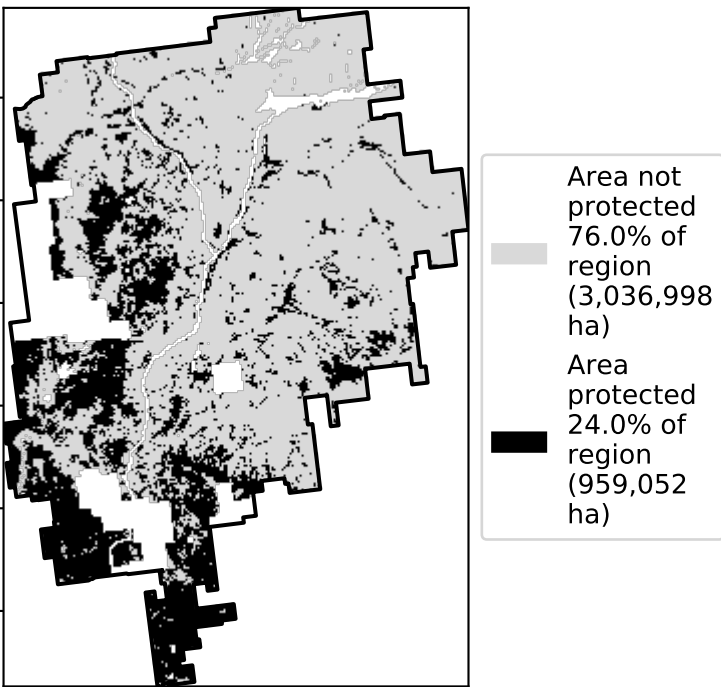 Area not
protected
76.0% of
region
(3,036,998
ha)
Area
protected
24.0% of
region
(959,052
ha)